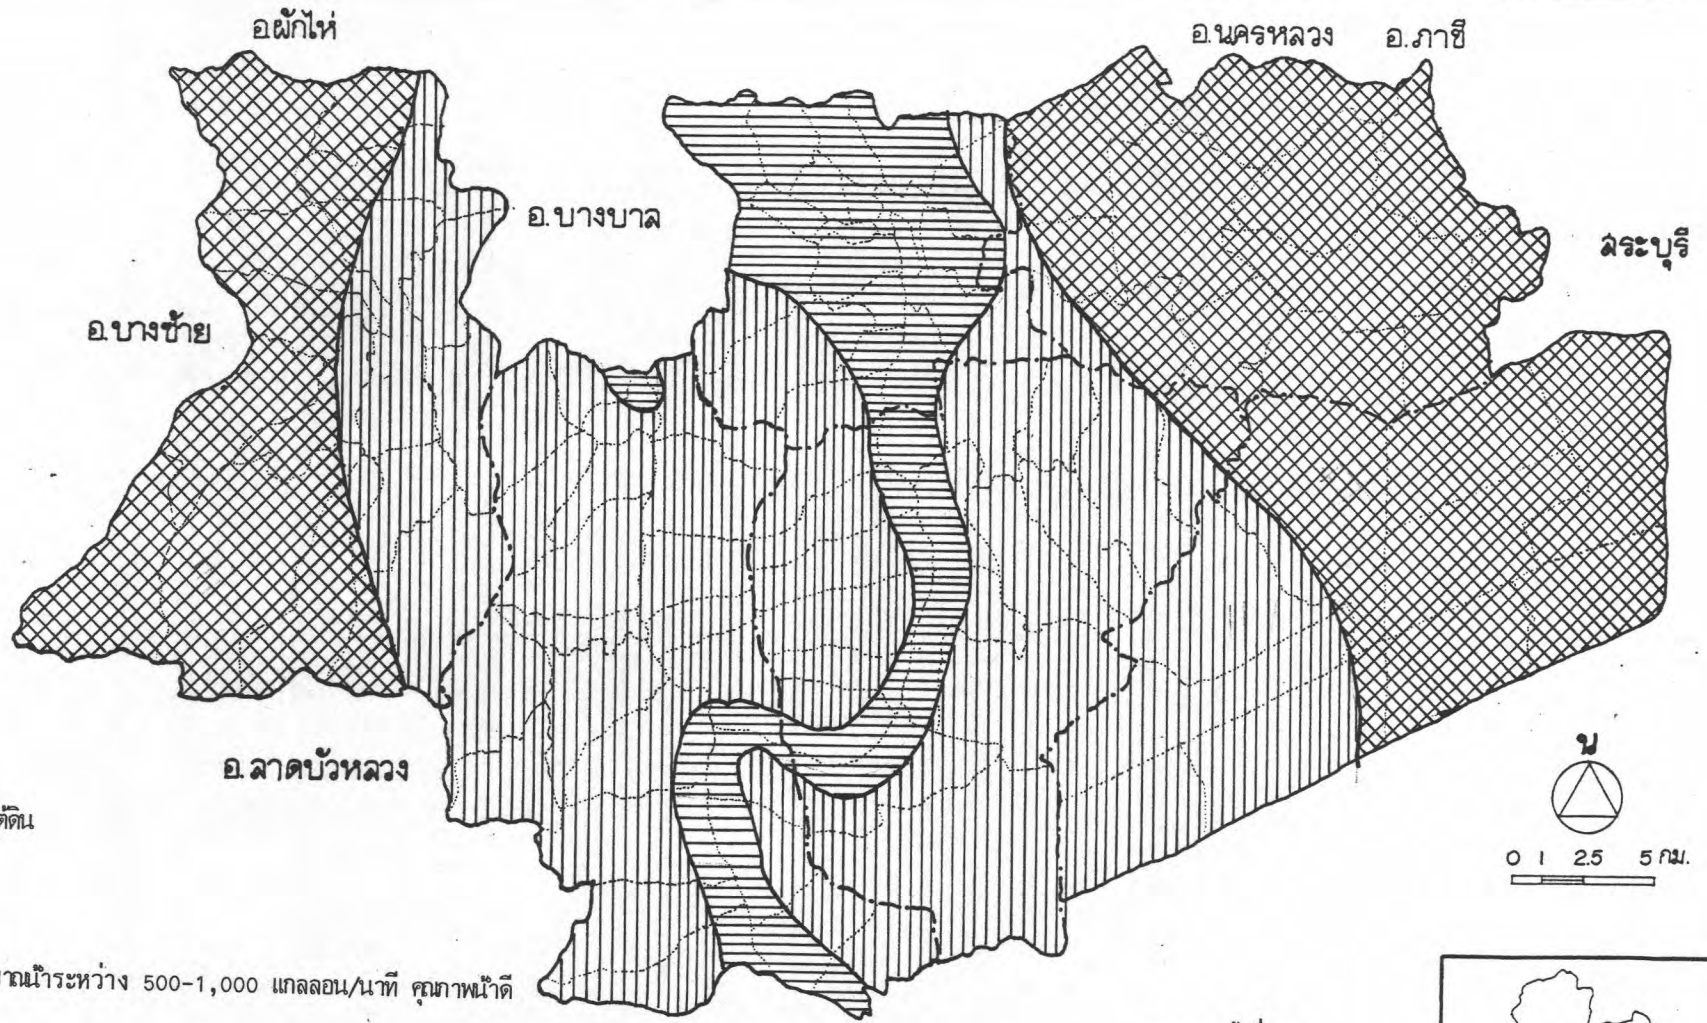 อ.ผักไห่
อ.นครหลวง อ.ภาชี
อ.บางบาล
สระบุรี
อ.บางซ้าย
น
อ.ลาดบัวหลวง
0 1 2.5 5 กม.
น้ำระหว่าง 500-1,000 แกลลอน/นาที คุณภาพน้ำดี